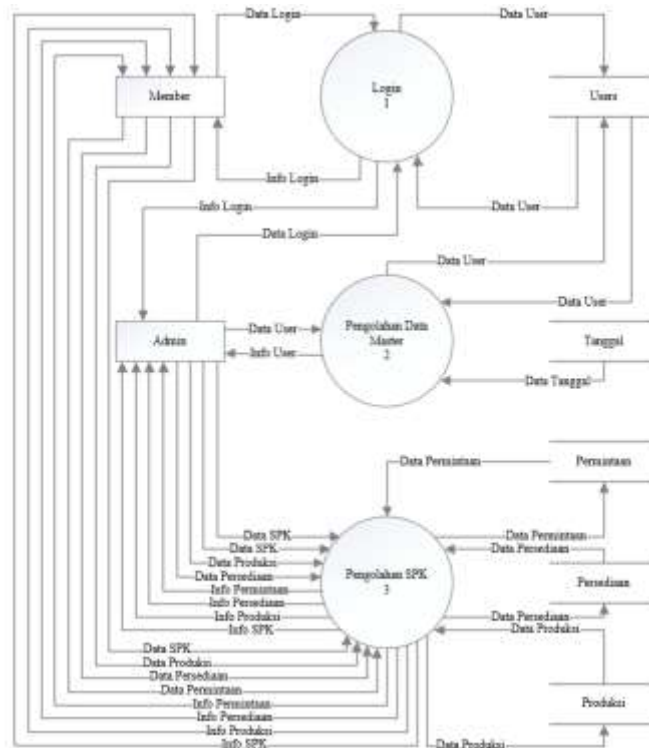 Data Login
Data User
Member
Login
1
Users
Info Login
Info Login
Data User
Data Login
Data User
Data User
Admin
Data User
Info User
Pengolahan Data
Master
2
Tanggal
Data Tanggal
Data Permintaan
Permintaan
Data SPK
Data SPK
Data Produksi
Data Persediaan
Info Permintaan
Info Persediaan
Info Produksi
Info SPK
Pengolahan SPK
3
Data Permintaan
Data Persediaan
Persediaan
Data Persediaan
Data Produksi
Data SPK
Data Produksi
Data Persediaan
Data Permintaan
Info Permintaan
Info Persediaan
Info Produksi
Info SPK
Produksi
Data Produksi